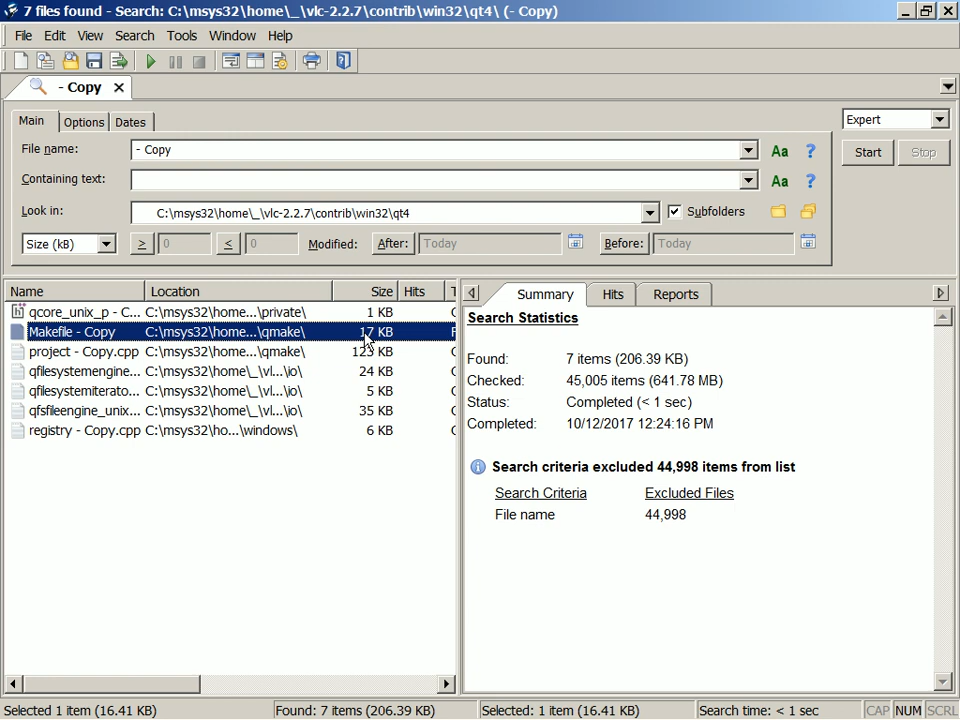 7 files found - Search: C:\msys32\home\_\vlc-2.2.7\contrib\win32\qt4\ (- Copy)
File Edit View Search Tools Window Help
- Copy
Main Options Dates
Expert
File name: - Copy Aa ?
Start Stop
Containing text: Aa ?
Look in: C:\msys32\home\_\vlc-2.2.7\contrib\win32\qt4 Subfolders
Size (kB) > 0 < 0 Modified: After: Today Before: Today
Name Location Size Hits T
Summary Hits Reports
qcore_unix_p - C... C:\msys32\home...\private\ 1 KB C
Makefile - Copy C:\msys32\home...\qmake\ 17 KB F
project - Copy.cpp C:\msys32\home...\qmake\ 123 KB C
qfilesystemengine... C:\msys32\home\_\vl...\io\ 24 KB C
qfilesystemiterato... C:\msys32\home\_\vl...\io\ 5 KB C
qfsfileengine_unix... C:\msys32\home\_\vl...\io\ 35 KB C
registry - Copy.cpp C:\msys32\ho...\windows\ 6 KB C
Search Statistics
Found: 7 items (206.39 KB)
Checked: 45,005 items (641.78 MB)
Status: Completed (< 1 sec)
Completed: 10/12/2017 12:24:16 PM
Search criteria excluded 44,998 items from list
Search Criteria Excluded Files
File name 44,998
Selected 1 item (16.41 KB) Found: 7 items (206.39 KB) Selected: 1 item (16.41 KB) Search time: < 1 sec CAP NUM SCRL